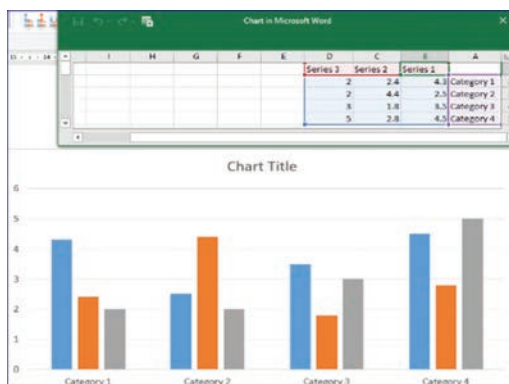 Chart in Microsoft Word
I H G F E D C B A
Series 3 Series 2 Series 1
2 2.4 4.3 Category 1
2 4.4 2.5 Category 2
3 1.8 3.5 Category 3
5 2.8 4.5 Category 4
Chart Title
6
5
4
3
2
1
0
Category 1 Category 2 Category 3 Category 4